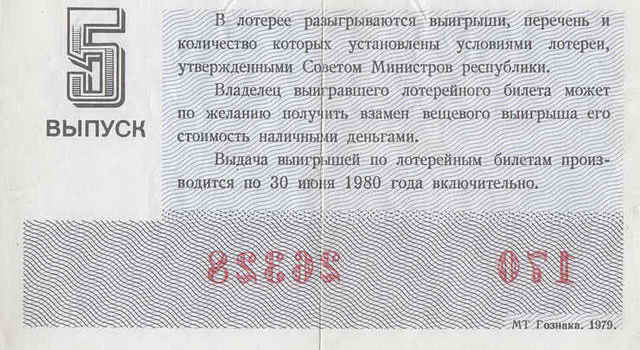 5
ВЫПУСК
В лотерее разыгрываются выигрыши, перечень и
количество которых установлены условиями лотереи,
утвержденными Советом Министров республики.
Владелец выигравшего лотерейного билета может
по желанию получить взамен вещевого выигрыша его
стоимость наличными деньгами.
Выдача выигрышей по лотерейным билетам произ-
водится по 30 июня 1980 года включительно.
МТ Гознака. 1979.